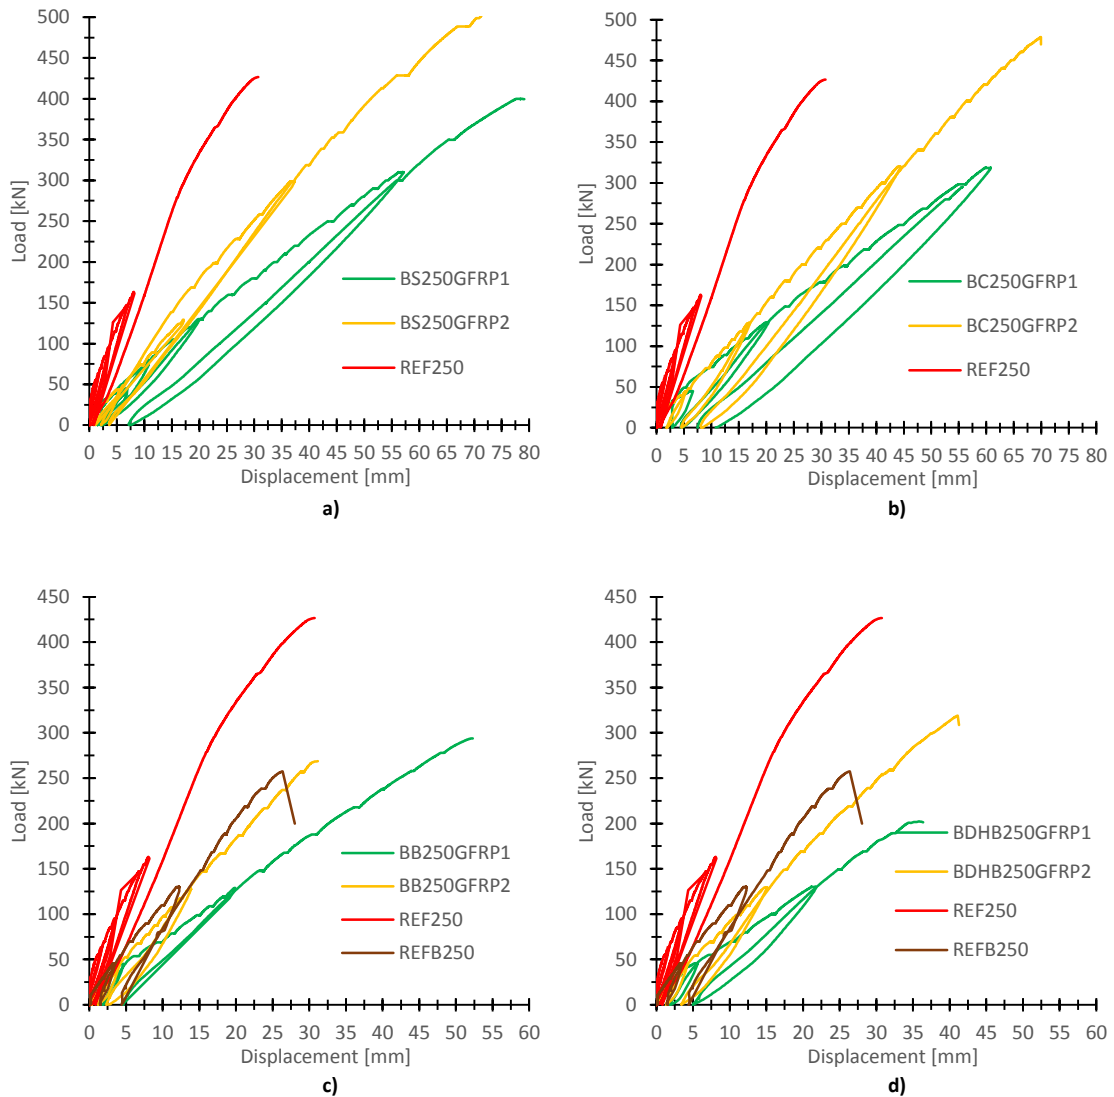 500
450
400
350
300
250
200
150
100
50
0
Load [kN]
BS250GFRP1
BS250GFRP2
REF250
0 5 10 15 20 25 30 35 40 45 50 55 60 65 70 75 80
Displacement [mm]
a)
500
450
400
350
300
250
200
150
100
50
0
Load [kN]
BC250GFRP1
BC250GFRP2
REF250
0 5 10 15 20 25 30 35 40 45 50 55 60 65 70 75 80
Displacement [mm]
b)
450
400
350
300
250
200
150
100
50
0
Load [kN]
BB250GFRP1
BB250GFRP2
REF250
REFB250
0 5 10 15 20 25 30 35 40 45 50 55 60
Displacement [mm]
c)
450
400
350
300
250
200
150
100
50
0
Load [kN]
BDHB250GFRP1
BDHB250GFRP2
REF250
REFB250
0 5 10 15 20 25 30 35 40 45 50 55 60
Displacement [mm]
d)